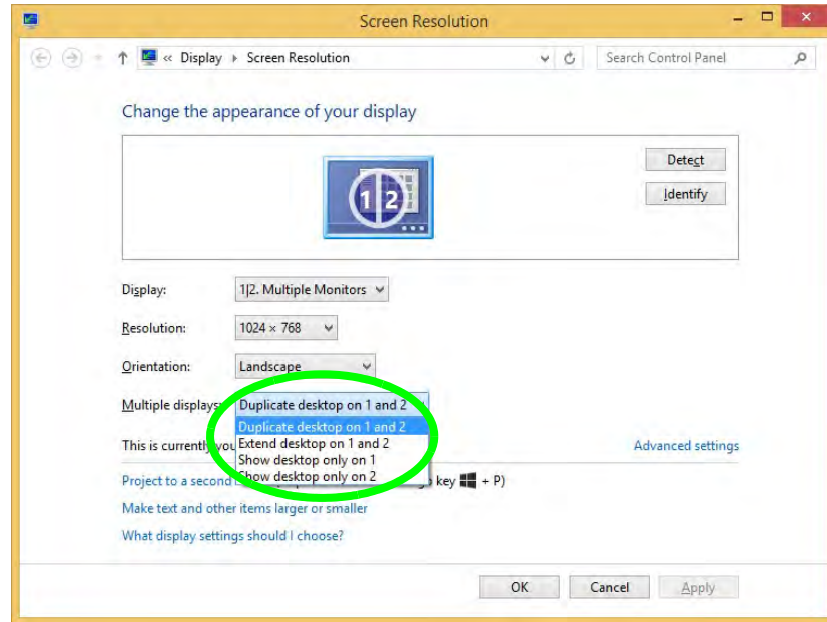 Screen Resolution
« Display ▸ Screen Resolution Search Control Panel
Change the appearance of your display
Detect
1 2
Identify
Display: 1|2. Multiple Monitors
Resolution: 1024 × 768
Orientation: Landscape
Multiple displays: Duplicate desktop on 1 and 2
Duplicate desktop on 1 and 2
This is currently you
Extend desktop on 1 and 2
Advanced settings
Show desktop only on 1
Show desktop only on 2
Project to a second key + P)
Make text and other items larger or smaller
What display settings should I choose?
OK Cancel Apply